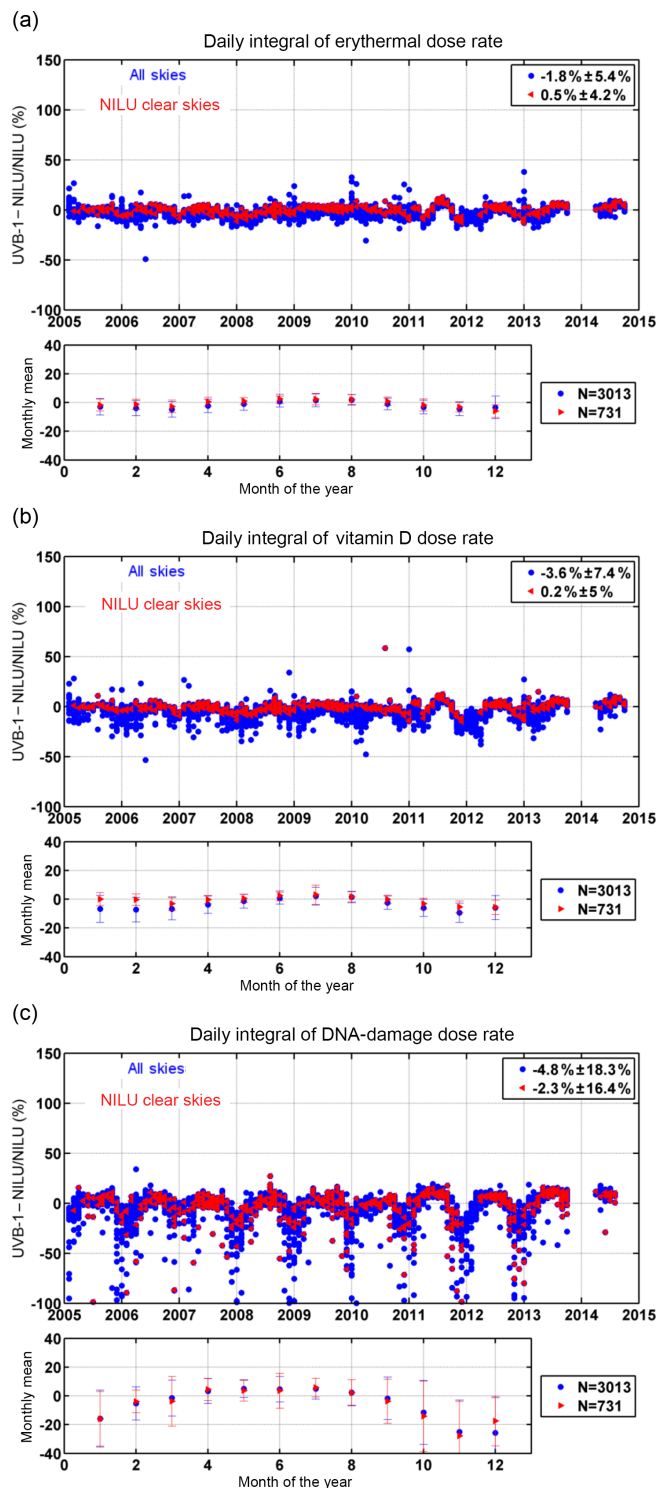 (a)
Daily integral of erythermal dose rate
150
100
50
0
-50
-100
UVB-1 – NILU/NILU (%)
All skies
NILU clear skies
-1.8%±5.4%
0.5%±4.2%
2005 2006 2007 2008 2009 2010 2011 2012 2013 2014 2015
40
20
0
-20
-40
Monthly mean
N=3013
N=731
0 2 4 6 8 10 12
Month of the year
(b)
Daily integral of vitamin D dose rate
150
100
50
0
-50
-100
UVB-1 – NILU/NILU (%)
All skies
NILU clear skies
-3.6%±7.4%
0.2%±5%
2005 2006 2007 2008 2009 2010 2011 2012 2013 2014 2015
40
20
0
-20
-40
Monthly mean
N=3013
N=731
0 2 4 6 8 10 12
Month of the year
(c)
Daily integral of DNA-damage dose rate
150
100
50
0
-50
-100
UVB-1 – NILU/NILU (%)
All skies
NILU clear skies
-4.8%±18.3%
-2.3%±16.4%
2005 2006 2007 2008 2009 2010 2011 2012 2013 2014 2015
40
20
0
-20
-40
Monthly mean
N=3013
N=731
0 2 4 6 8 10 12
Month of the year